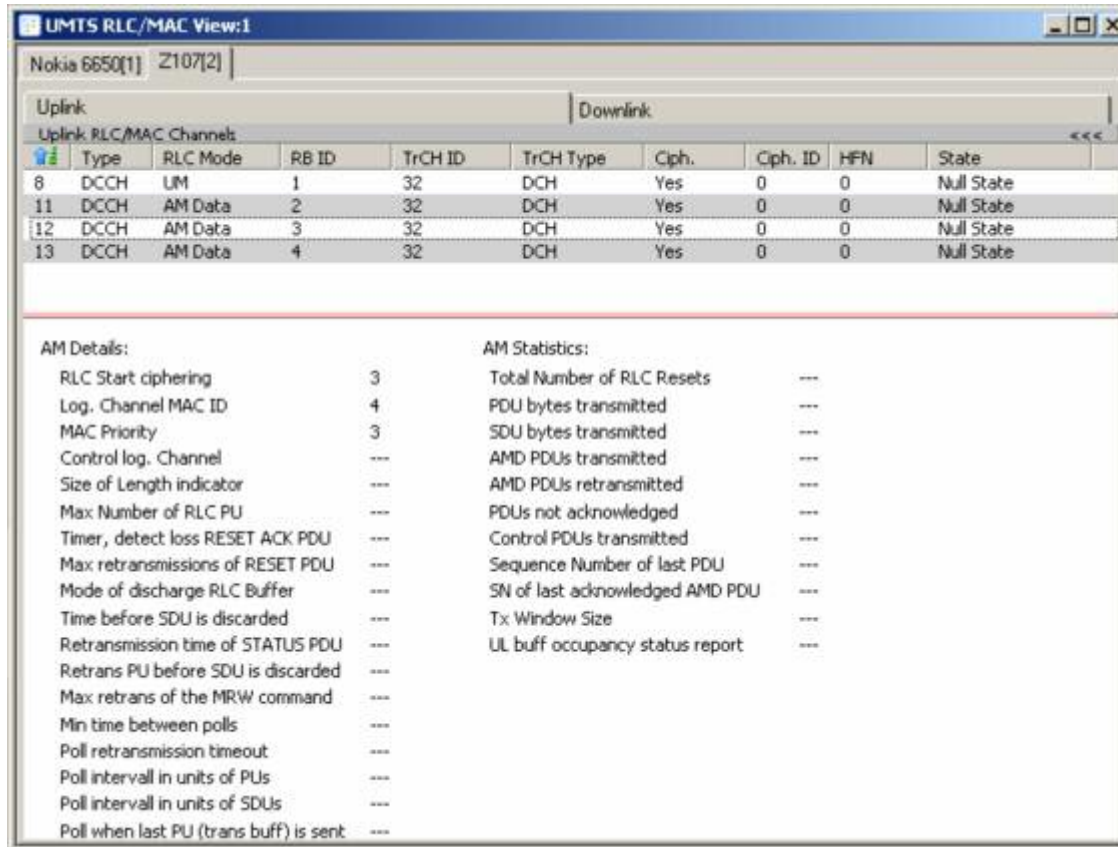 UMTS RLC/MAC View:1
Nokia 6650[1] Z107[2]
Uplink Downlink
Uplink RLC/MAC Channels <<<
Type RLC Mode RB ID TrCH ID TrCH Type Ciph. Ciph. ID HFN State
8 DCCH UM 1 32 DCH Yes 0 0 Null State
11 DCCH AM Data 2 32 DCH Yes 0 0 Null State
12 DCCH AM Data 3 32 DCH Yes 0 0 Null State
13 DCCH AM Data 4 32 DCH Yes 0 0 Null State
AM Details: AM Statistics:
RLC Start ciphering 3 Total Number of RLC Resets ---
Log. Channel MAC ID 4 PDU bytes transmitted ---
MAC Priority 3 SDU bytes transmitted ---
Control log. Channel --- AMD PDUs transmitted ---
Size of Length indicator --- AMD PDUs retransmitted ---
Max Number of RLC PU --- PDUs not acknowledged ---
Timer, detect loss RESET ACK PDU --- Control PDUs transmitted ---
Max retransmissions of RESET PDU --- Sequence Number of last PDU ---
Mode of discharge RLC Buffer --- SN of last acknowledged AMD PDU ---
Time before SDU is discarded --- Tx Window Size ---
Retransmission time of STATUS PDU --- UL buff occupancy status report ---
Retrans PU before SDU is discarded ---
Max retrans of the MRW command ---
Min time between polls ---
Poll retransmission timeout ---
Poll intervall in units of PUs ---
Poll intervall in units of SDUs ---
Poll when last PU (trans buff) is sent ---